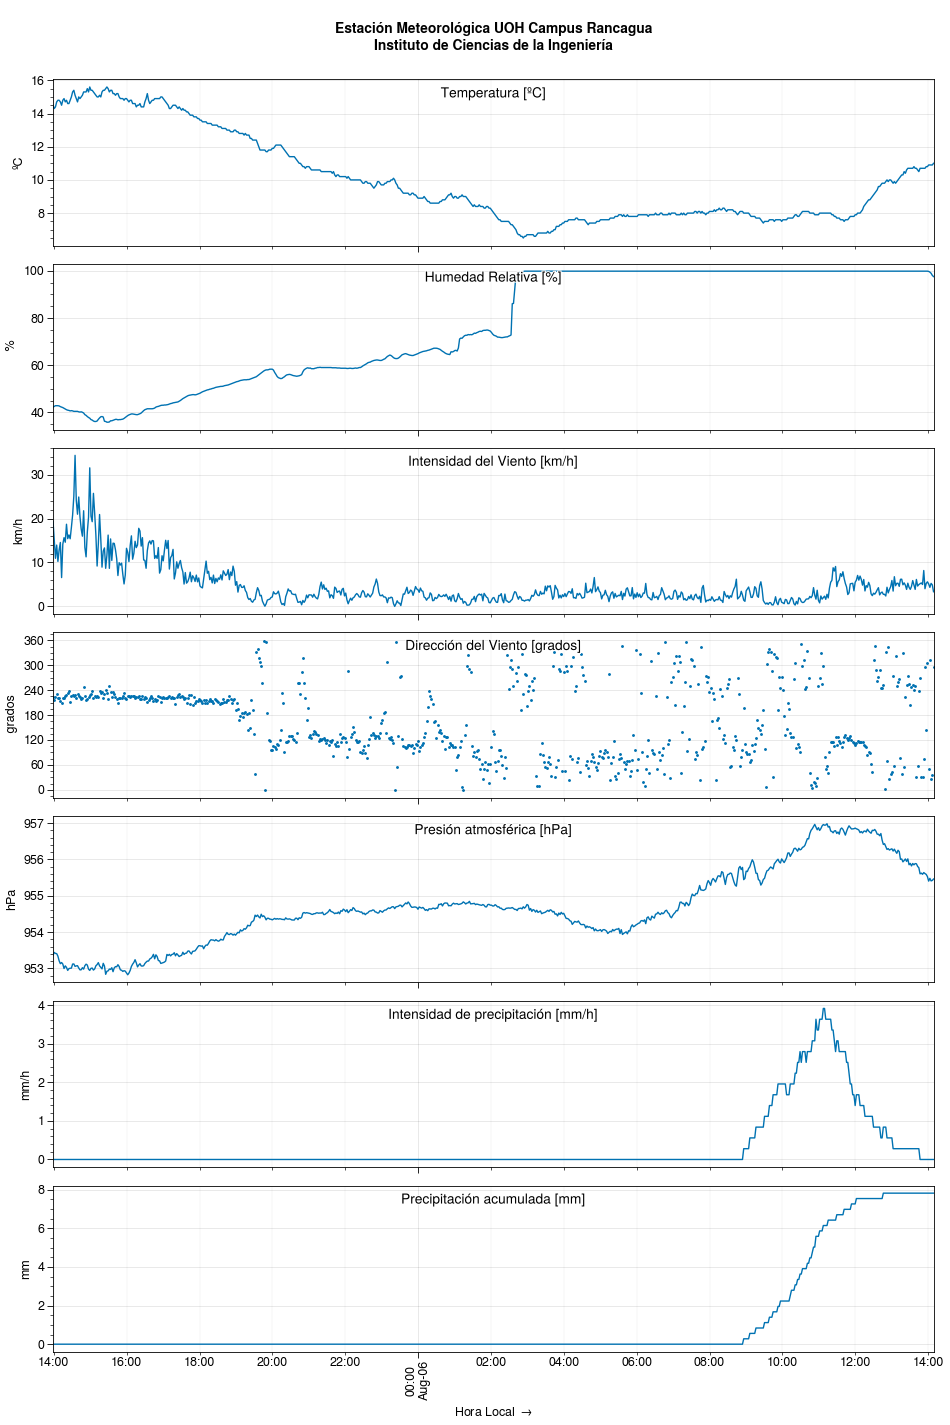 Estación Meteorológica UOH Campus Rancagua
Instituto de Ciencias de la Ingeniería
Temperatura [ºC]
ºC
16
14
12
10
8
Humedad Relativa [%]
%
100
80
60
40
Intensidad del Viento [km/h]
km/h
30
20
10
0
Dirección del Viento [grados]
grados
360
300
240
180
120
60
0
Presión atmosférica [hPa]
hPa
957
956
955
954
953
Intensidad de precipitación [mm/h]
mm/h
4
3
2
1
0
Precipitación acumulada [mm]
mm
8
6
4
2
0
14:00 16:00 18:00 20:00 22:00 00:00 02:00 04:00 06:00 08:00 10:00 12:00 14:00
Aug-06
Hora Local →